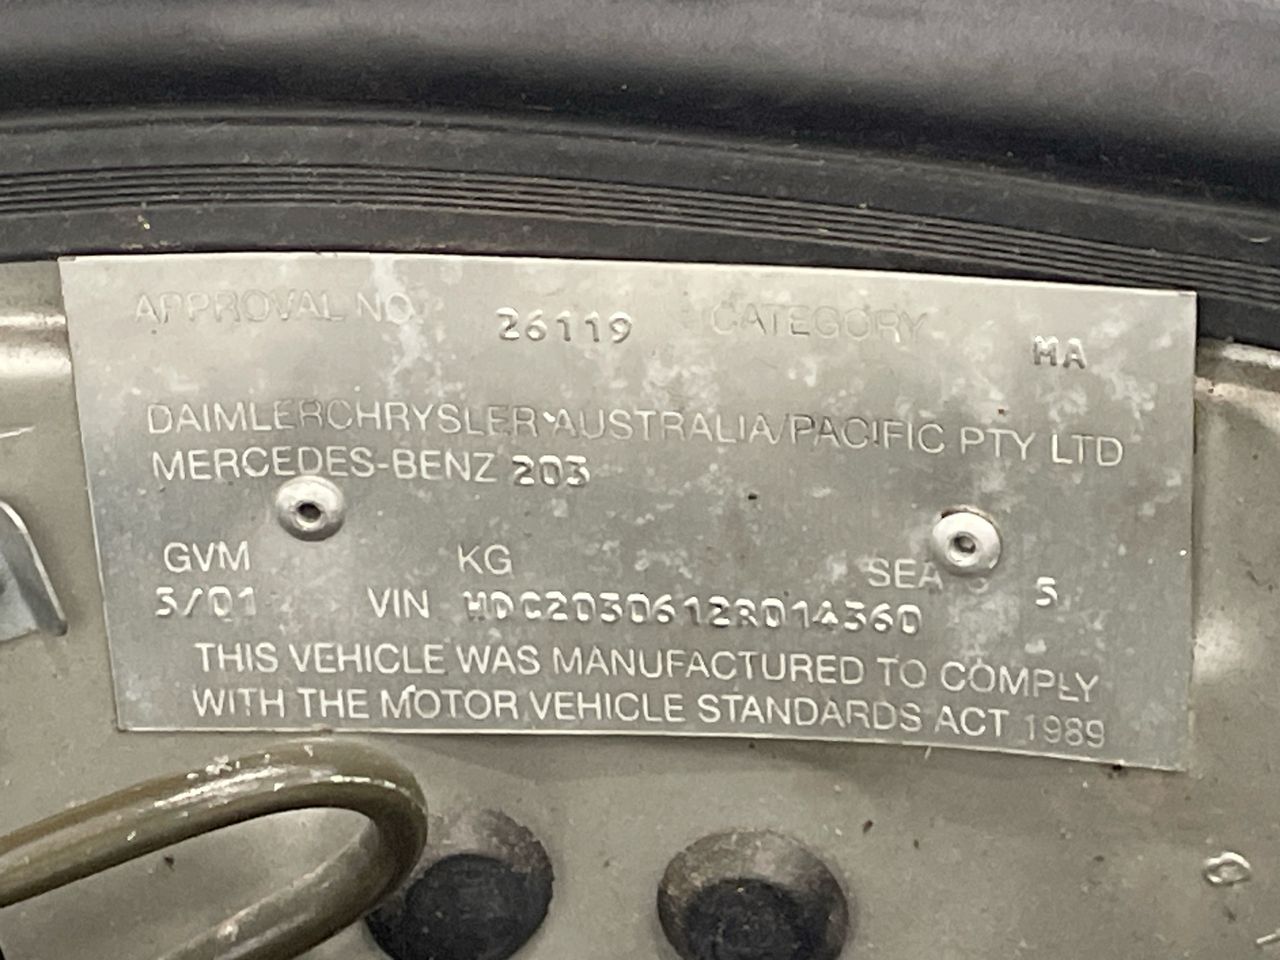 APPROVAL NO. 26119 CATEGORY MA
DAIMLERCHRYSLER AUSTRALIA/PACIFIC PTY LTD
MERCEDES-BENZ 203
GVM KG SEA 5
3/01 VIN WDC2030612R014360
THIS VEHICLE WAS MANUFACTURED TO COMPLY
WITH THE MOTOR VEHICLE STANDARDS ACT 1989